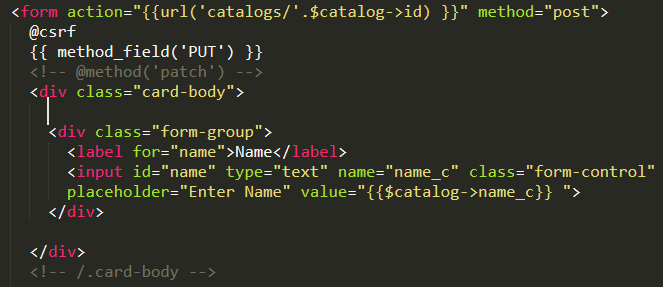 <form action="{{url('catalogs/'.$catalog->id) }}" method="post">
@csrf
{{ method_field('PUT') }}
<!-- @method('patch') -->
<div class="card-body">
<div class="form-group">
<label for="name">Name</label>
<input id="name" type="text" name="name_c" class="form-control"
placeholder="Enter Name" value="{{$catalog->name_c}} ">
</div>
</div>
<!-- /.card-body -->